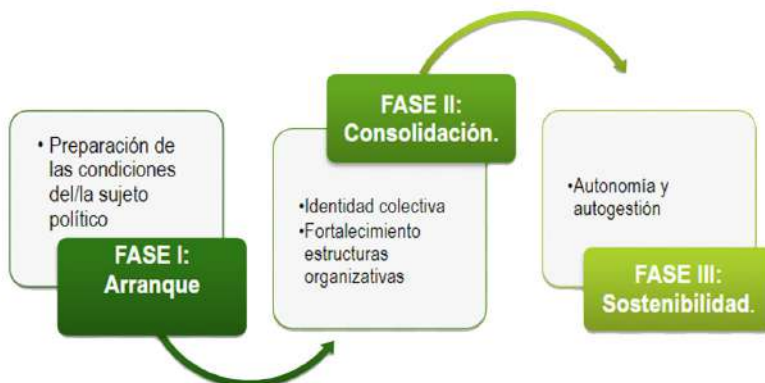 • Preparación de
las condiciones
del/la sujeto
político
FASE I:
Arranque
FASE II:
Consolidación.
•Identidad colectiva
•Fortalecimiento
estructuras
organizativas
•Autonomía y
autogestión
FASE III:
Sostenibilidad.